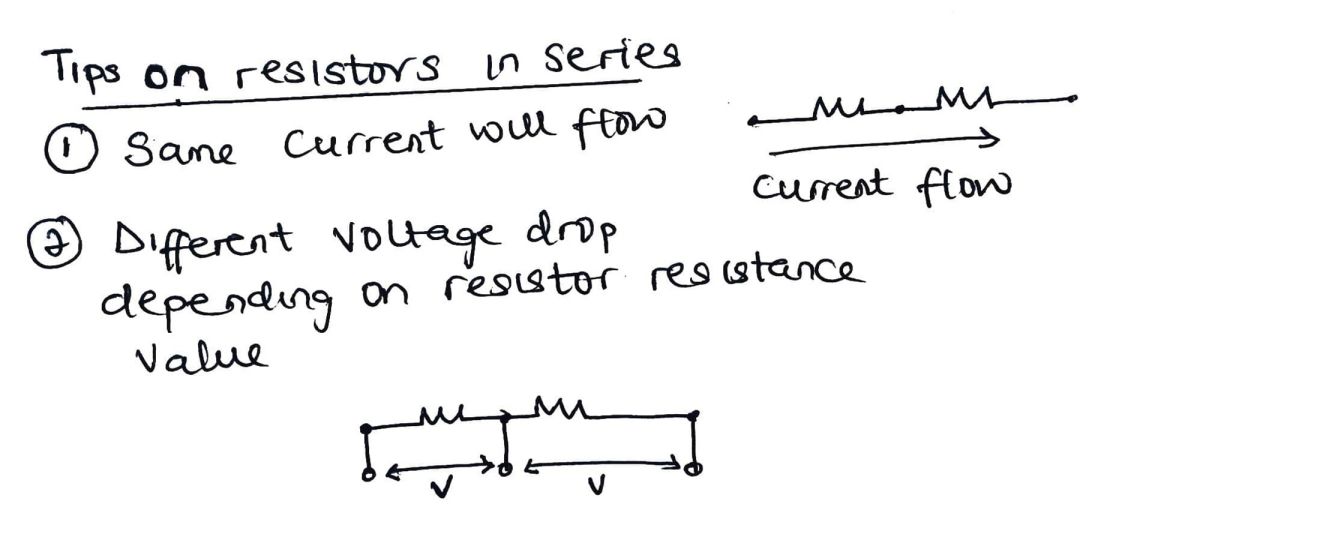 Tips on resistors in series
① Same Current will flow
current flow
② Different voltage drop
depending on resistor resistance
value
V V